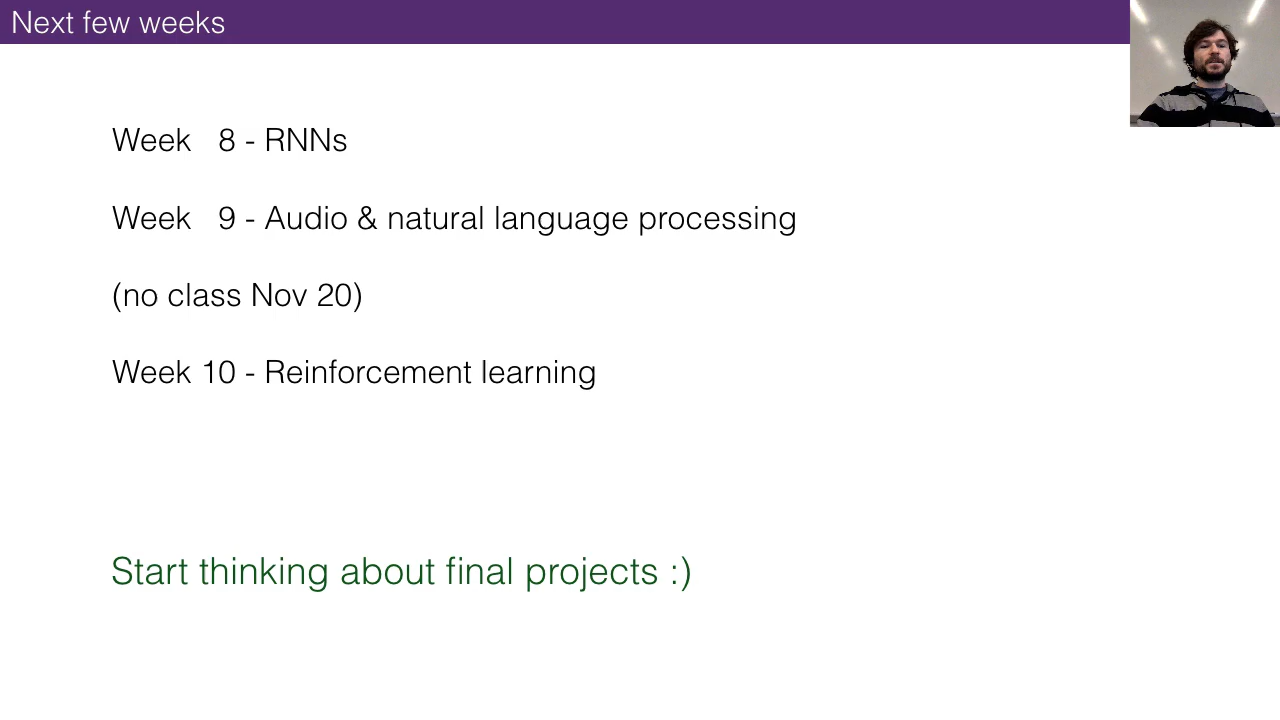 Next few weeks
Week 8 - RNNs
Week 9 - Audio & natural language processing
(no class Nov 20)
Week 10 - Reinforcement learning
Start thinking about final projects :)